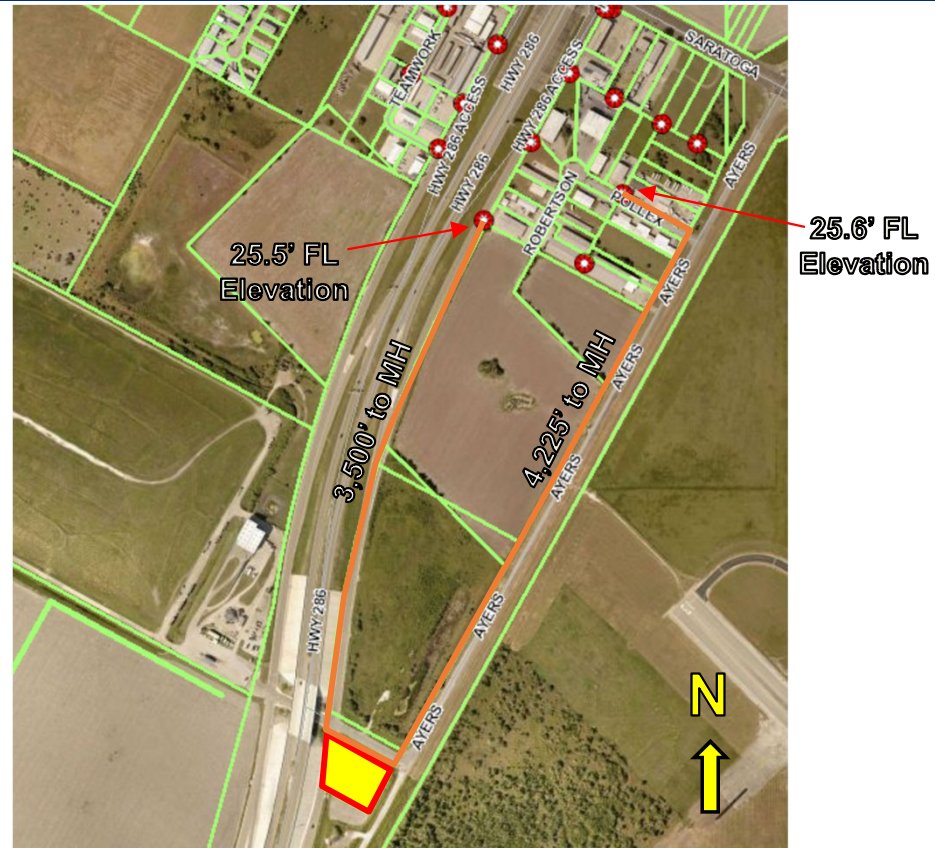 SARATOGA
HWY 286
TEAMWORK
HWY 286 ACCESS
HWY 286 ACCESS
AYERS
HWY 286
POLLEX
ROBERTSON
25.5' FL
Elevation
25.6' FL
Elevation
AYERS
3,500' to MH
4,225' to MH
AYERS
AYERS
HWY 286
AYERS
N
AYERS